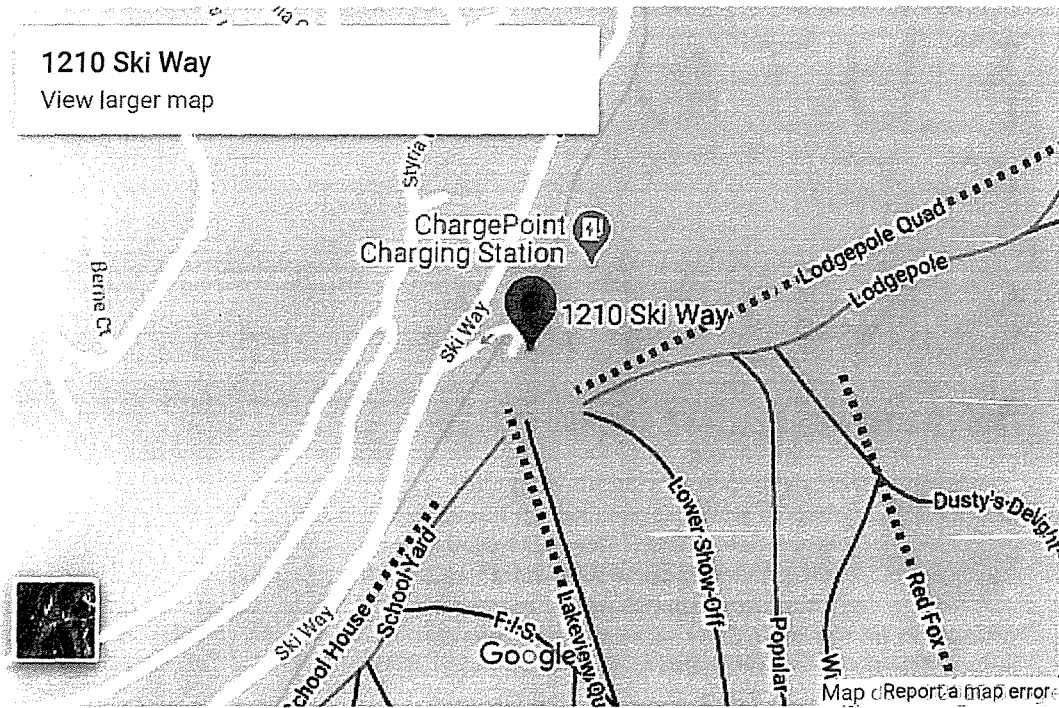 1210 Ski Way
View larger map
Styria
ChargePoint
Charging Station
Lodgepole Quad
Lodgepole
Berne Ct
Ski Way
1210 Ski Way
Dusty's Delight
Lower Show-Off
Red Fox
School Yard
School House
Ski Way
F.I.S.
Lakeview Qu
Popular
Wi
Google
Map d
Report a map error